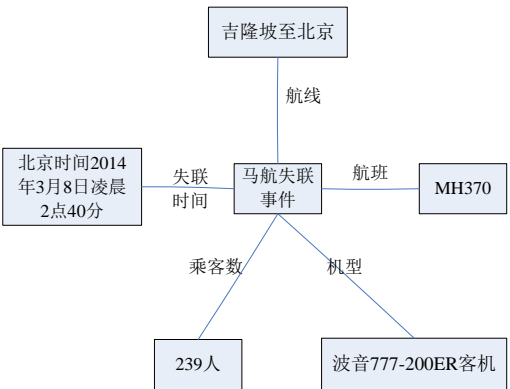 吉隆坡至北京
航线
北京时间2014
年3月8日凌晨
2点40分
失联
时间
马航失联
事件
航班
MH370
乘客数
机型
239人
波音777-200ER客机